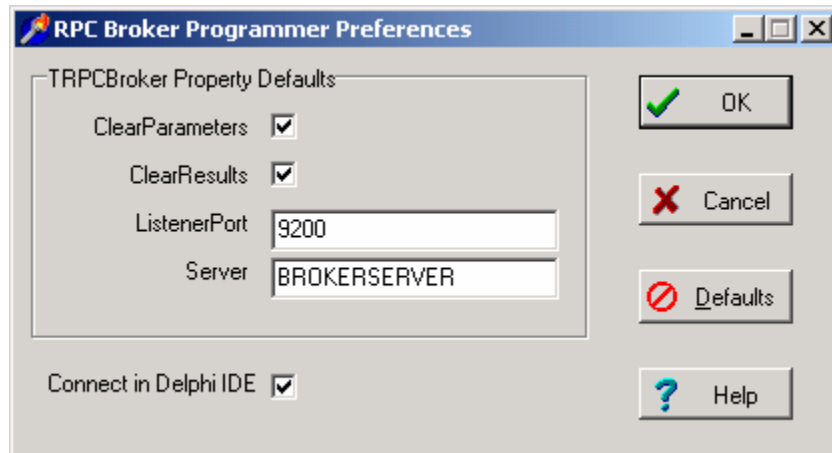 RPC Broker Programmer Preferences
TRPCBroker Property Defaults
ClearParameters
ClearResults
ListenerPort 9200
Server BROKERSERVER
Connect in Delphi IDE
OK
Cancel
Defaults
Help